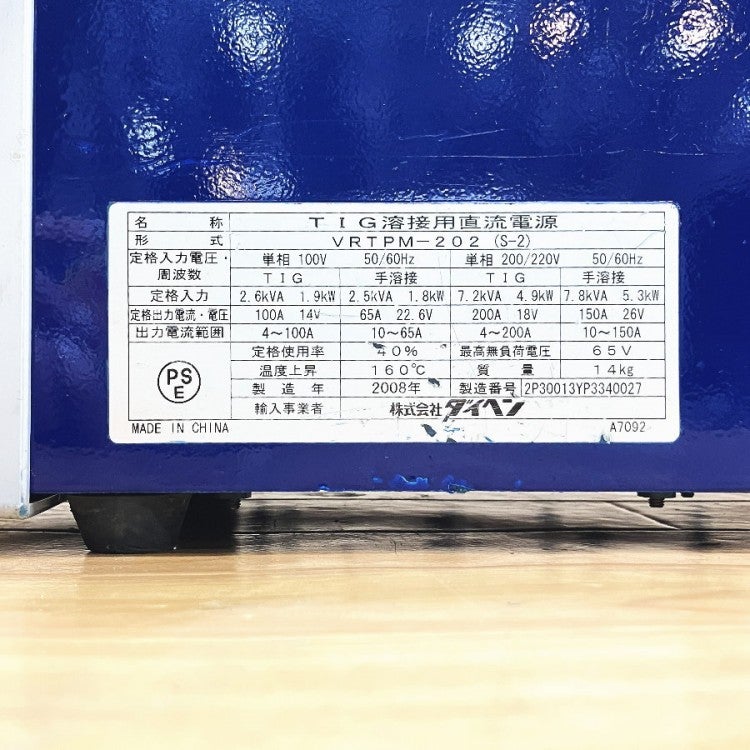 名称 TIG溶接用直流電源
形式 VRTPM-202 (S-2)
定格入力電圧・周波数 単相 100V 50/60Hz 単相 200/220V 50/60Hz
TIG 手溶接 TIG 手溶接
定格入力 2.6kVA 1.9kW 2.5kVA 1.8kW 7.2kVA 4.9kW 7.8kVA 5.3kW
定格出力電流・電圧 100A 14V 65A 22.6V 200A 18V 150A 26V
出力電流範囲 4～100A 10～65A 4～200A 10～150A
定格使用率 40% 最高無負荷電圧 65V
温度上昇 160℃ 質量 14kg
PSE 製造年 2008年 製造番号 2P30013YP3340027
輸入事業者 株式会社ダイヘン
MADE IN CHINA A7092